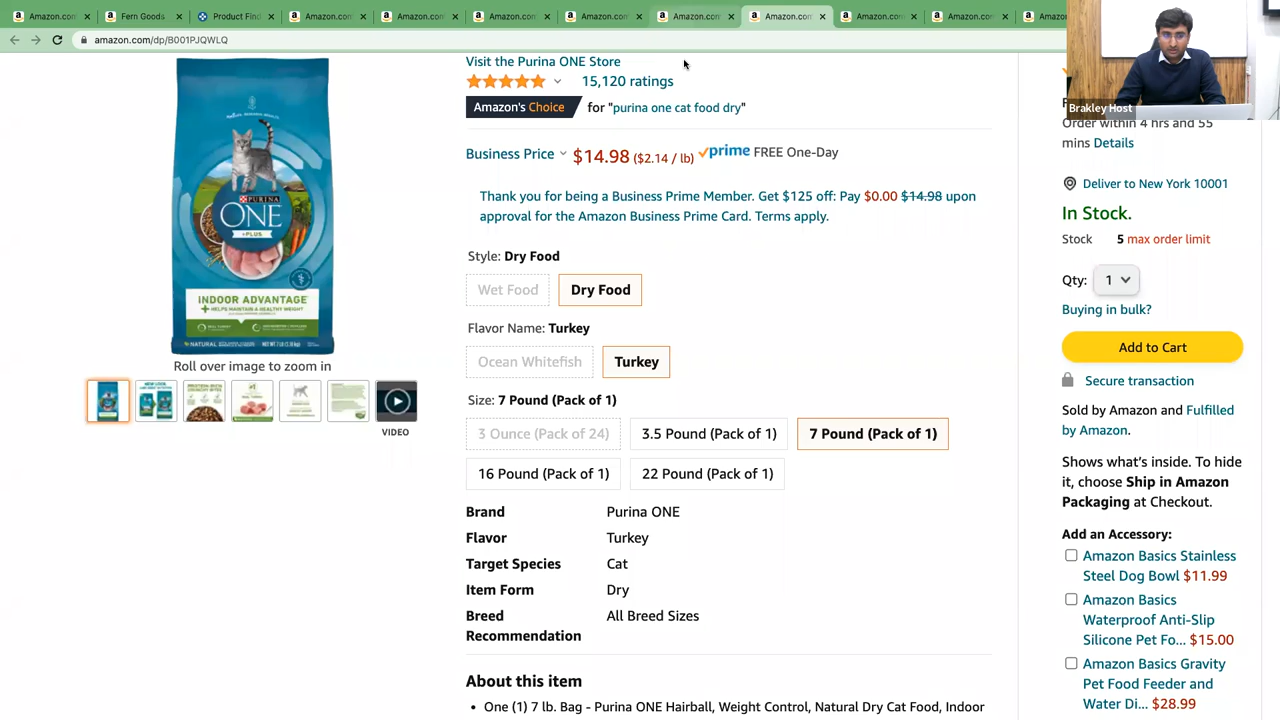 Amazon.com
Fern Goods
Product Find
Amazon.com
Amazon.com
Amazon.com
Amazon.com
Amazon.com
Amazon.com
Amazon.com
Amazon.com
Amazon
amazon.com/dp/B001PJQWLQ
Brakley Host
Visit the Purina ONE Store
15,120 ratings
Amazon's Choice for "purina one cat food dry"
Business Price $14.98 ($2.14 / lb) prime FREE One-Day
Thank you for being a Business Prime Member. Get $125 off: Pay $0.00 $14.98 upon
approval for the Amazon Business Prime Card. Terms apply.
PURINA
ONE
+PLUS
INDOOR ADVANTAGE
+HELPS MAINTAIN A HEALTHY WEIGHT
Roll over image to zoom in
VIDEO
Style: Dry Food
Wet Food
Dry Food
Flavor Name: Turkey
Ocean Whitefish
Turkey
Size: 7 Pound (Pack of 1)
3 Ounce (Pack of 24)
3.5 Pound (Pack of 1)
7 Pound (Pack of 1)
16 Pound (Pack of 1)
22 Pound (Pack of 1)
Brand Purina ONE
Flavor Turkey
Target Species Cat
Item Form Dry
Breed All Breed Sizes
Recommendation
About this item
• One (1) 7 lb. Bag - Purina ONE Hairball, Weight Control, Natural Dry Cat Food, Indoor
Order within 4 hrs and 55
mins Details
Deliver to New York 10001
In Stock.
Stock 5 max order limit
Qty: 1
Buying in bulk?
Add to Cart
Secure transaction
Sold by Amazon and Fulfilled
by Amazon.
Shows what's inside. To hide
it, choose Ship in Amazon
Packaging at Checkout.
Add an Accessory:
Amazon Basics Stainless
Steel Dog Bowl $11.99
Amazon Basics
Waterproof Anti-Slip
Silicone Pet Fo... $15.00
Amazon Basics Gravity
Pet Food Feeder and
Water Di... $28.99